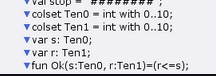 var stop = "########";
colset Ten0 = int with 0..10;
colset Ten1 = int with 0..10;
var s: Ten0;
var r: Ten1;
fun Ok(s:Ten0, r:Ten1)=(r<=s);